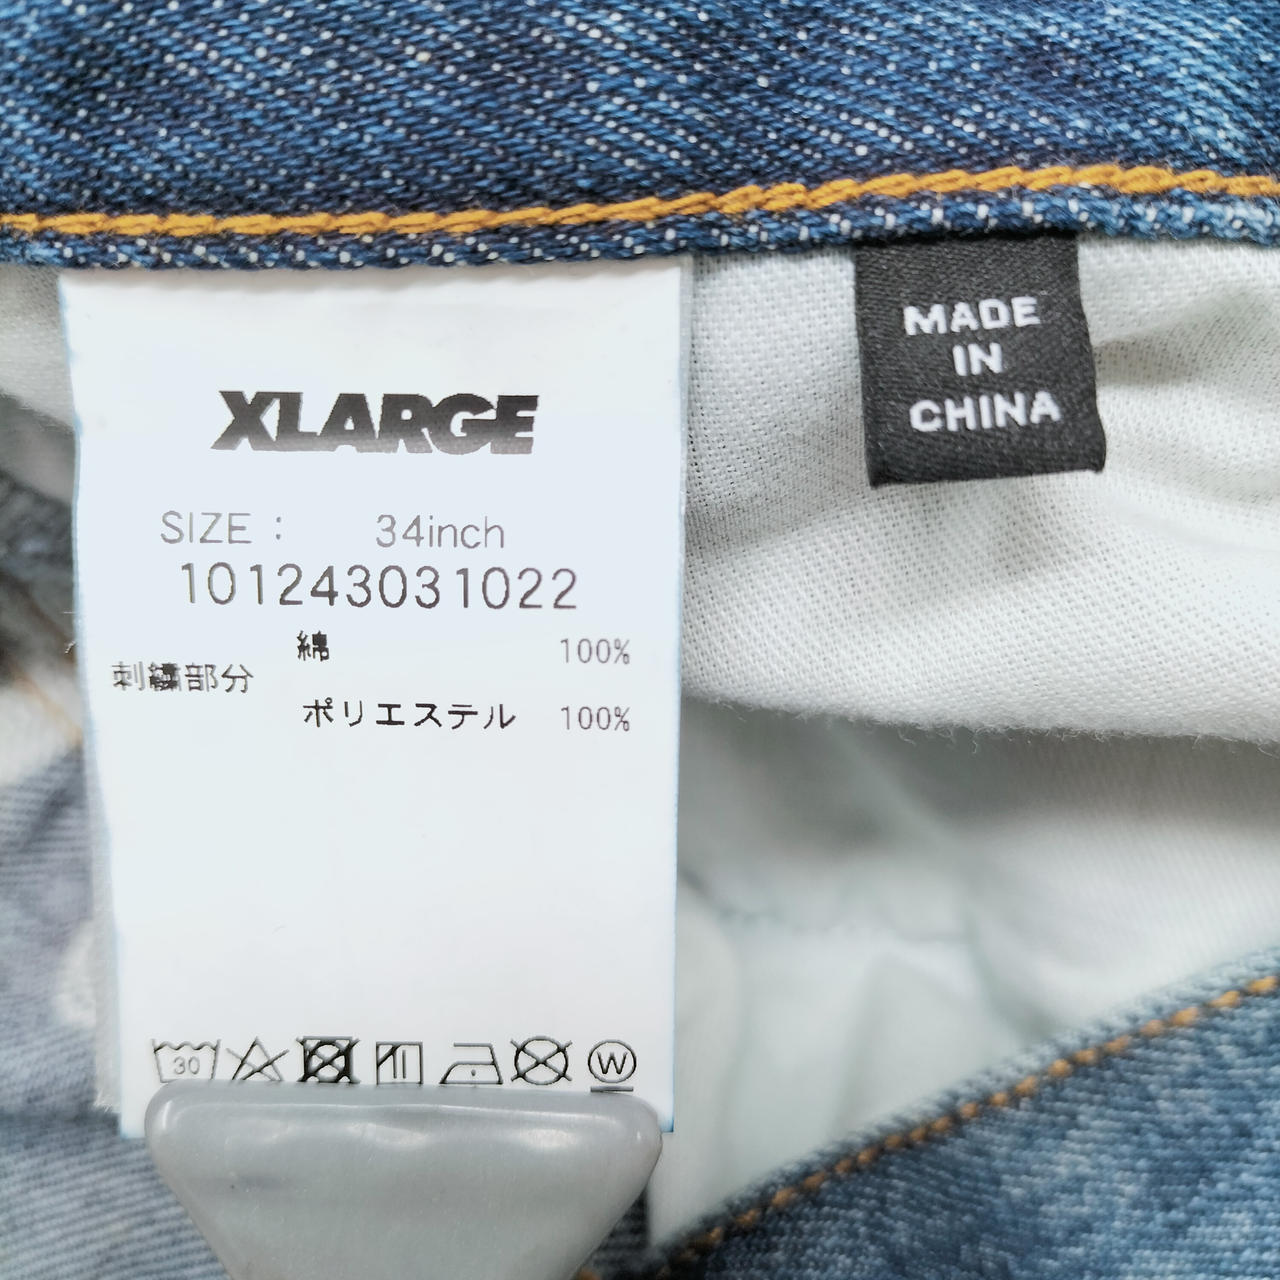 XLARGE
SIZE : 34inch
101243031022
綿 100%
刺繍部分
ポリエステル 100%
30
W
MADE
IN
CHINA